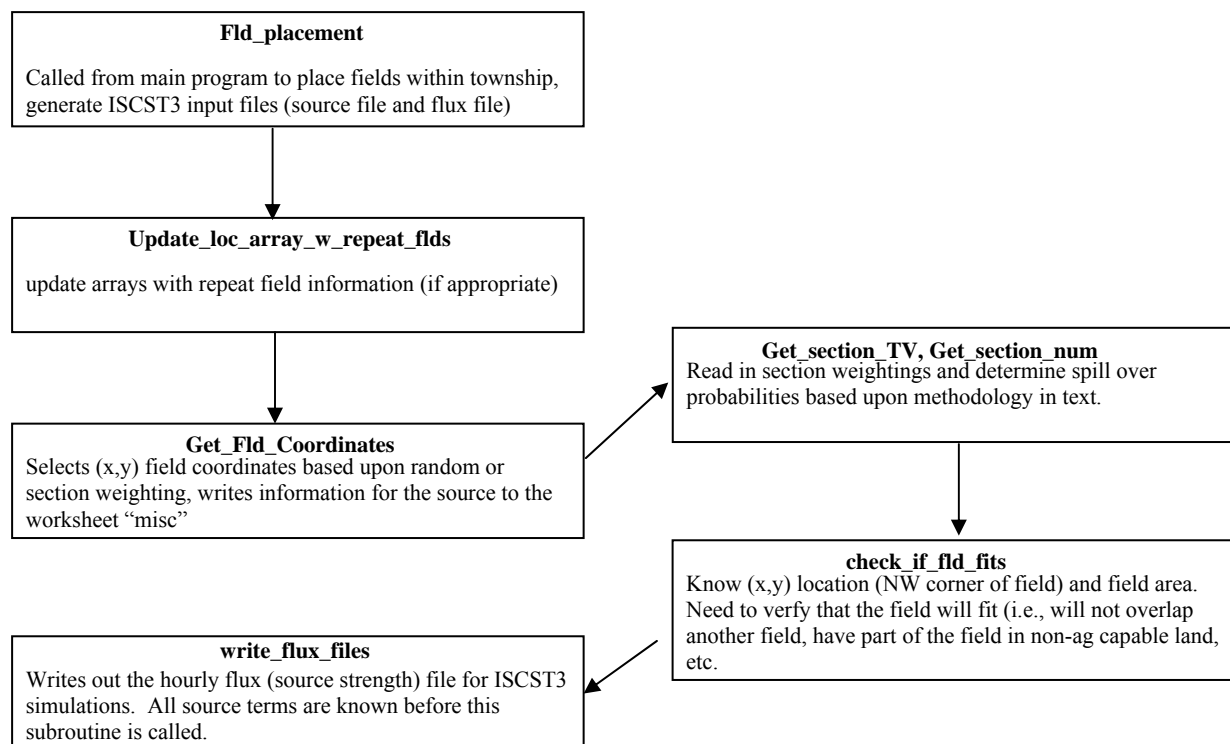 Fld_placement
Called from main program to place fields within township,
generate ISCST3 input files (source file and flux file)
Update_loc_array_w_repeat_flds
update arrays with repeat field information (if appropriate)
Get_Fld_Coordinates
Selects (x,y) field coordinates based upon random or
section weighting, writes information for the source to the
worksheet “misc”
Get_section_TV, Get_section_num
Read in section weightings and determine spill over
probabilities based upon methodology in text.
check_if_fld_fits
Know (x,y) location (NW corner of field) and field area.
Need to verfy that the field will fit (i.e., will not overlap
another field, have part of the field in non-ag capable land,
etc.
write_flux_files
Writes out the hourly flux (source strength) file for ISCST3
simulations.  All source terms are known before this
subroutine is called.